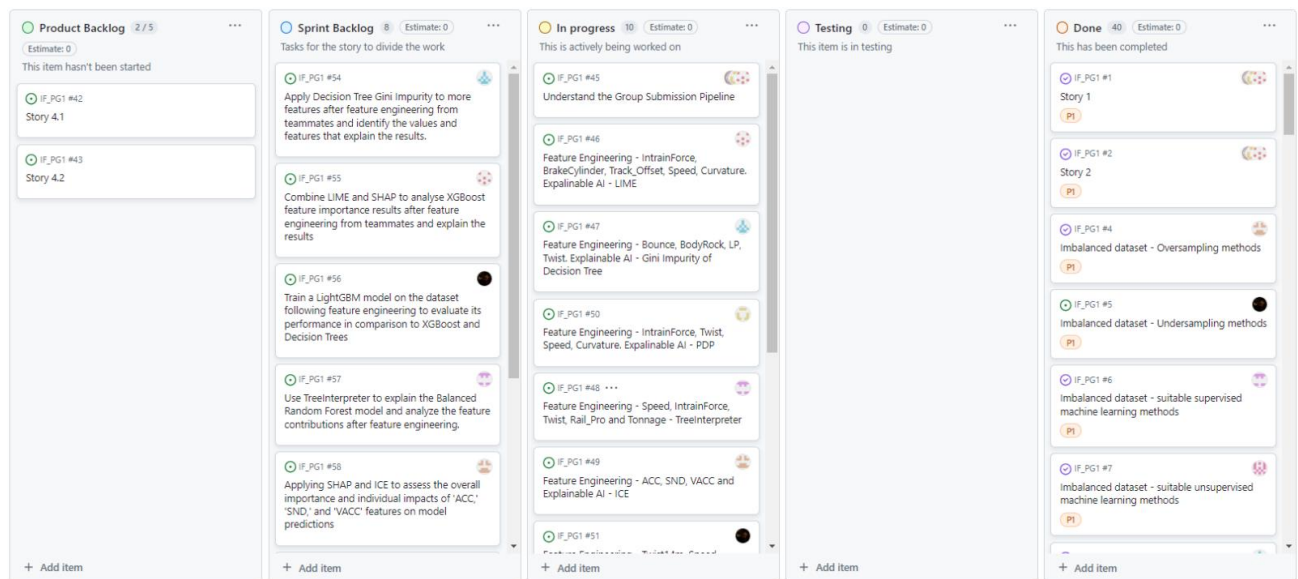 Product Backlog 2 / 5 ...
Estimate: 0
This item hasn't been started
IF_PG1 #42
Story 4.1
IF_PG1 #43
Story 4.2
+ Add item
Sprint Backlog 8 Estimate: 0 ...
Tasks for the story to divide the work
IF_PG1 #54
Apply Decision Tree Gini Impurity to more
features after feature engineering from
teammates and identify the values and
features that explain the results.
IF_PG1 #55
Combine LIME and SHAP to analyse XGBoost
feature importance results after feature
engineering from teammates and explain the
results
IF_PG1 #56
Train a LightGBM model on the dataset
following feature engineering to evaluate its
performance in comparison to XGBoost and
Decision Trees
IF_PG1 #57
Use TreeInterpreter to explain the Balanced
Random Forest model and analyze the feature
contributions after feature engineering.
IF_PG1 #58
Applying SHAP and ICE to assess the overall
importance and individual impacts of 'ACC,'
'SND,' and 'VACC' features on model
predictions
+ Add item
In progress 10 Estimate: 0 ...
This is actively being worked on
IF_PG1 #45
Understand the Group Submission Pipeline
IF_PG1 #46
Feature Engineering - IntrainForce,
BrakeCylinder, Track_Offset, Speed, Curvature.
Expalinable AI - LIME
IF_PG1 #47
Feature Engineering - Bounce, BodyRock, LP,
Twist. Explainable AI - Gini Impurity of
Decision Tree
IF_PG1 #50
Feature Engineering - IntrainForce, Twist,
Speed, Curvature. Expalinable AI - PDP
IF_PG1 #48 ...
Feature Engineering - Speed, IntrainForce,
Twist, Rail_Pro and Tonnage - TreeInterpreter
IF_PG1 #49
Feature Engineering - ACC, SND, VACC and
Explainable AI - ICE
IF_PG1 #51
+ Add item
Testing 0 Estimate: 0 ...
This item is in testing
+ Add item
Done 40 Estimate: 0 ...
This has been completed
IF_PG1 #1
Story 1
P1
IF_PG1 #2
Story 2
P1
IF_PG1 #4
Imbalanced dataset - Oversampling methods
P1
IF_PG1 #5
Imbalanced dataset - Undersampling methods
P1
IF_PG1 #6
Imbalanced dataset - suitable supervised
machine learning methods
P1
IF_PG1 #7
Imbalanced dataset - suitable unsupervised
machine learning methods
P1
+ Add item